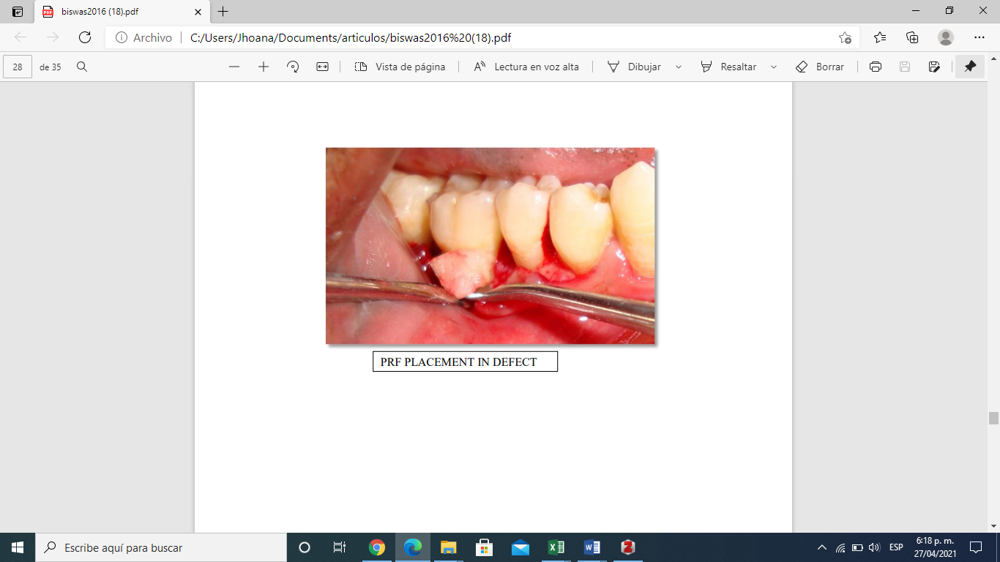 biswas2016 (18).pdf
Archivo
C:/Users/Jhoana/Documents/articulos/biswas2016%20(18).pdf
28 de 35
Vista de página
Lectura en voz alta
Dibujar
Resaltar
Borrar
PRF PLACEMENT IN DEFECT
Escribe aquí para buscar
ESP
6:18 p. m.
27/04/2021